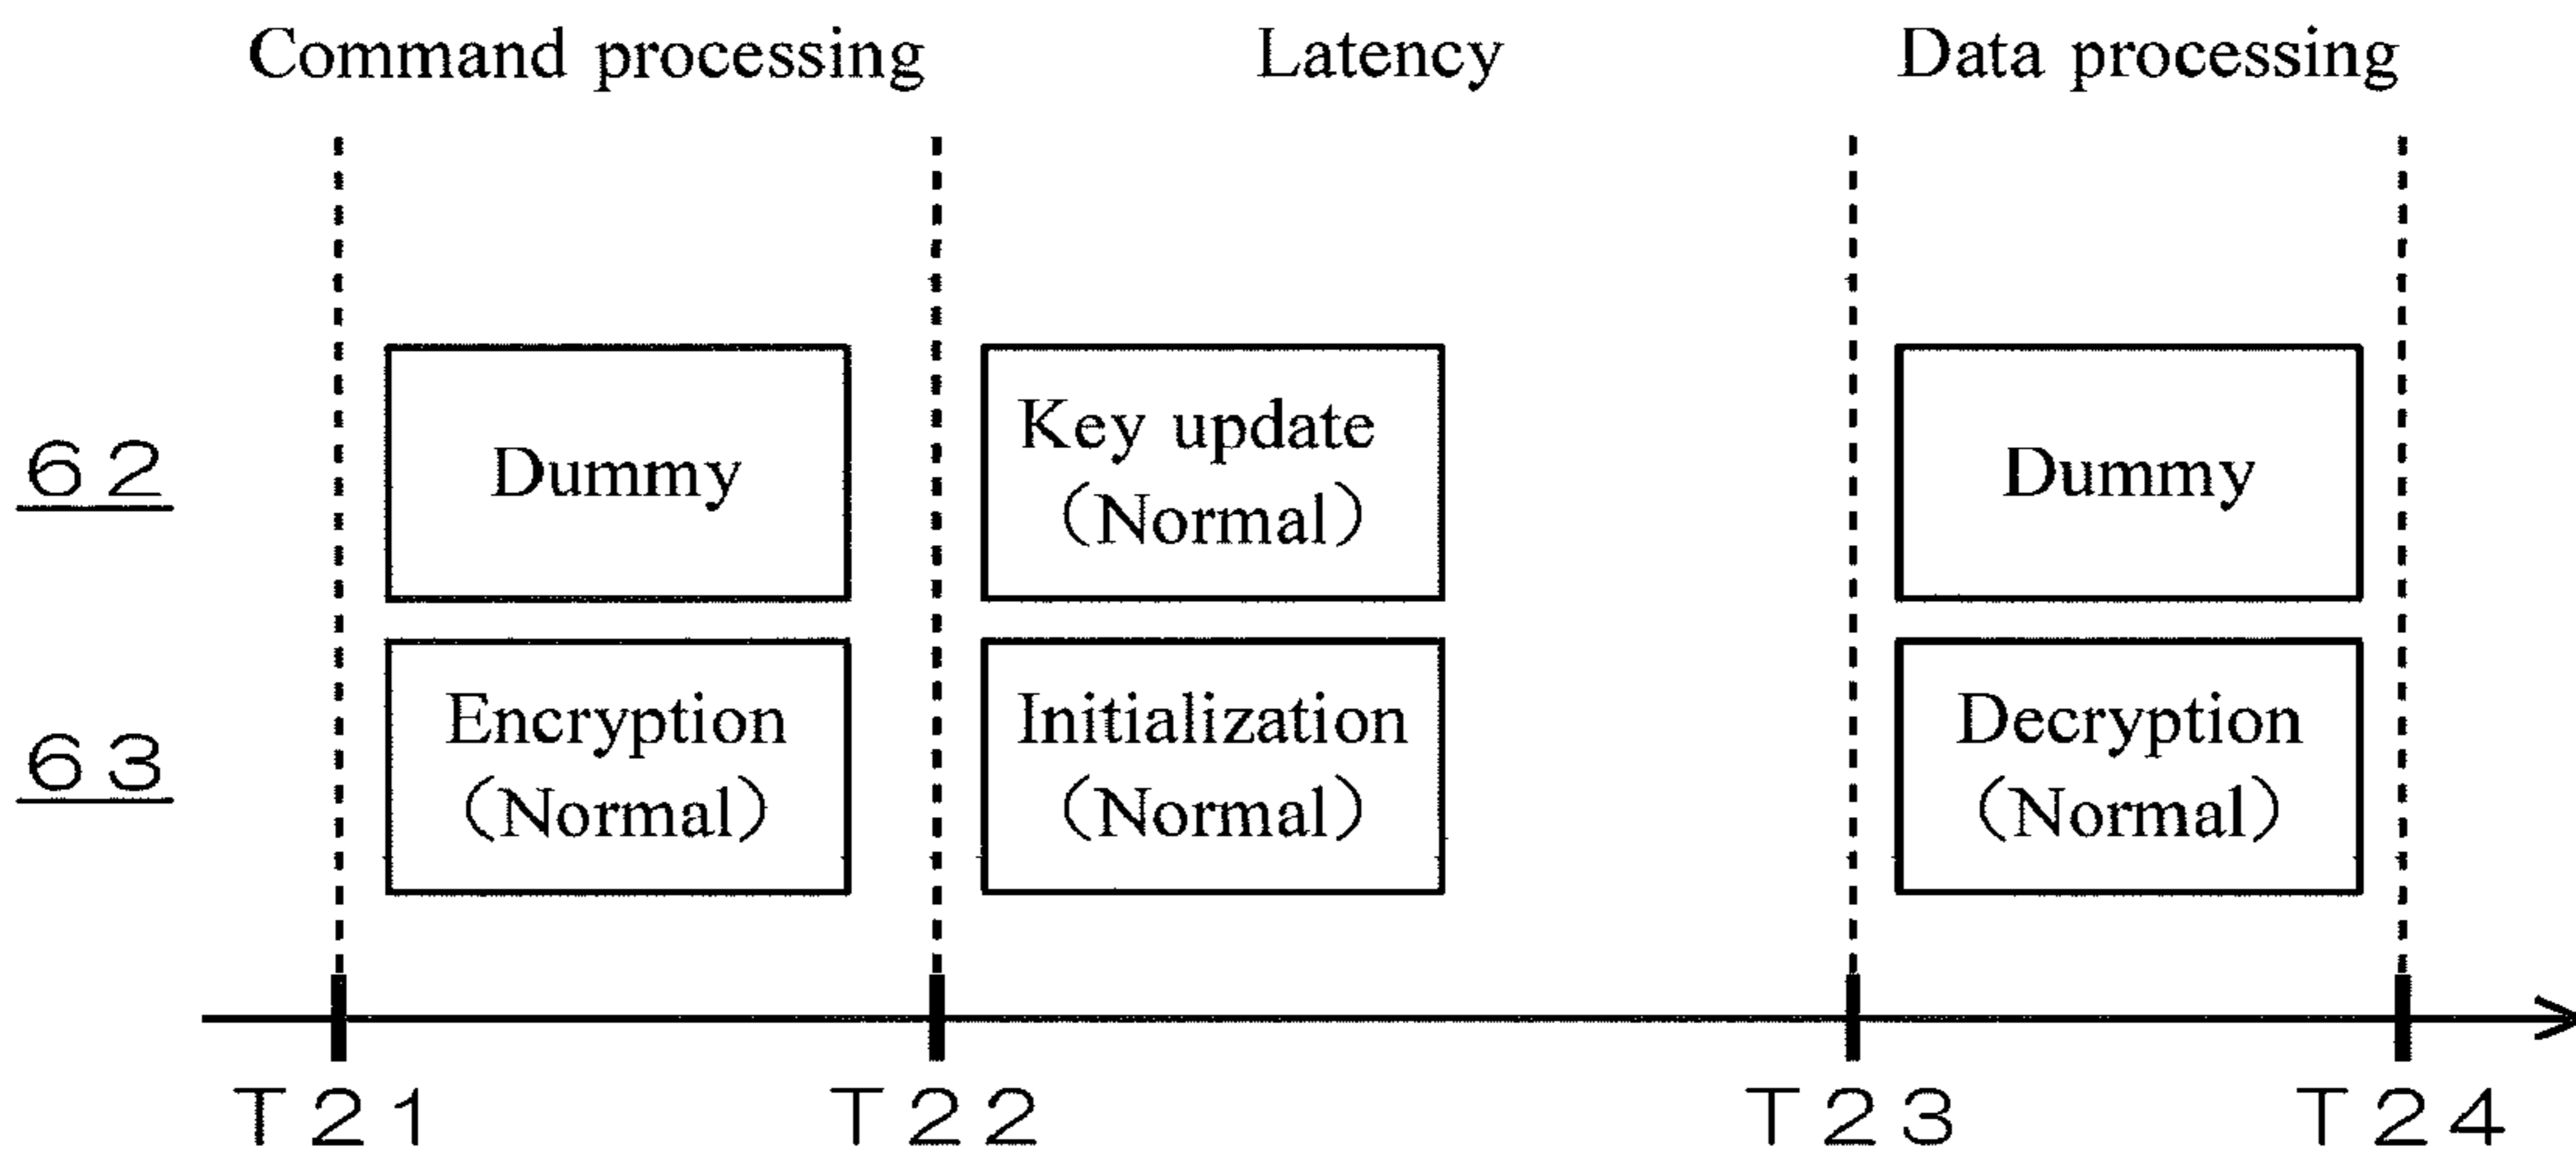 Command processing
Latency
Data processing
62
Dummy
Key update
（Normal）
Dummy
63
Encryption
（Normal）
Initialization
（Normal）
Decryption
（Normal）
T21
T22
T23
T24